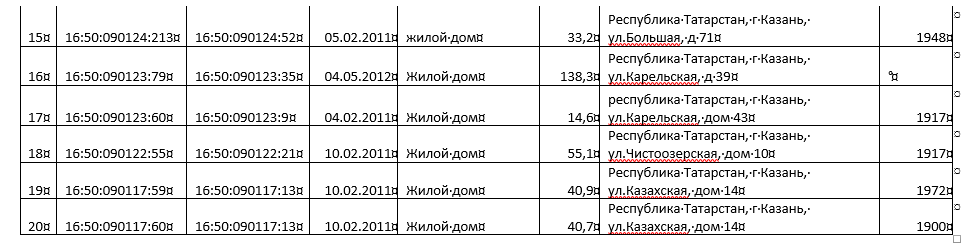 15 16:50:090124:213 16:50:090124:52 05.02.2011 жилой дом 33,2 Республика Татарстан, г Казань, ул.Большая, д 71 1948
16 16:50:090123:79 16:50:090123:35 04.05.2012 Жилой дом 138,3 Республика Татарстан, г Казань, ул.Карельская, д 39
17 16:50:090123:60 16:50:090123:9 04.02.2011 Жилой дом 14,6 республика Татарстан, г Казань, ул.Карельская, дом 43 1917
18 16:50:090122:55 16:50:090122:21 10.02.2011 Жилой дом 55,1 Республика Татарстан, г Казань, ул.Чистоозерская, дом 10 1917
19 16:50:090117:59 16:50:090117:13 10.02.2011 Жилой дом 40,9 Республика Татарстан, г Казань, ул.Казахская, дом 14 1972
20 16:50:090117:60 16:50:090117:13 10.02.2011 Жилой дом 40,7 Республика Татарстан, г Казань, ул.Казахская, дом 14 1900